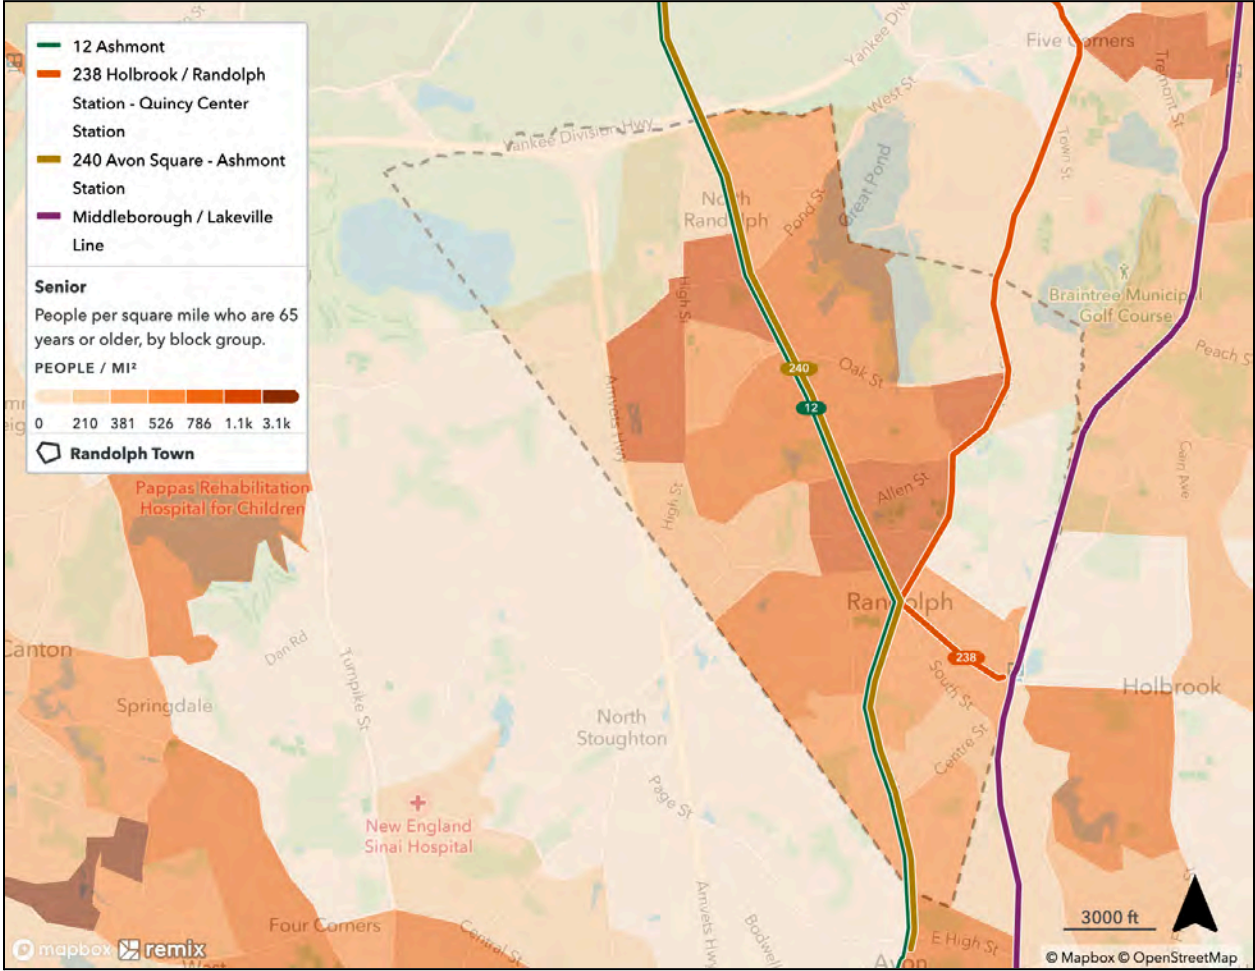 12 Ashmont
238 Holbrook / Randolph
Station - Quincy Center
Station
240 Avon Square - Ashmont
Station
Middleborough / Lakeville
Line
Senior
People per square mile who are 65
years or older, by block group.
PEOPLE / MI²
0 210 381 526 786 1.1k 3.1k
Randolph Town
Five Corners
Yankee Div
West St
Tremont St
Town St
Yankee Division Hwy
Great Pond
North
Randolph
Pond St
High St
Braintree Municipal
Golf Course
Peach S
240
Oak St
12
Amvets Hwy
Cain Ave
High St
Allen St
Pappas Rehabilitation
Hospital for Children
Randolph
238
Canton
Dan Rd
Turnpike St
South St
Holbrook
Springdale
North
Stoughton
Centre St
Page St
New England
Sinai Hospital
Amvets Hwy
Bodwell
Four Corners
Central St
3000 ft
E High St
Avon
West
mapbox remix
© Mapbox © OpenStreetMap